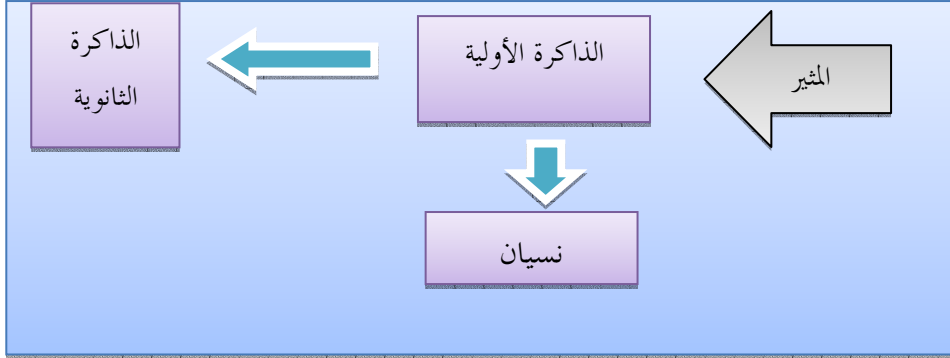 المثير
الذاكرة الأولية
الذاكرة
الثانوية
نسيان